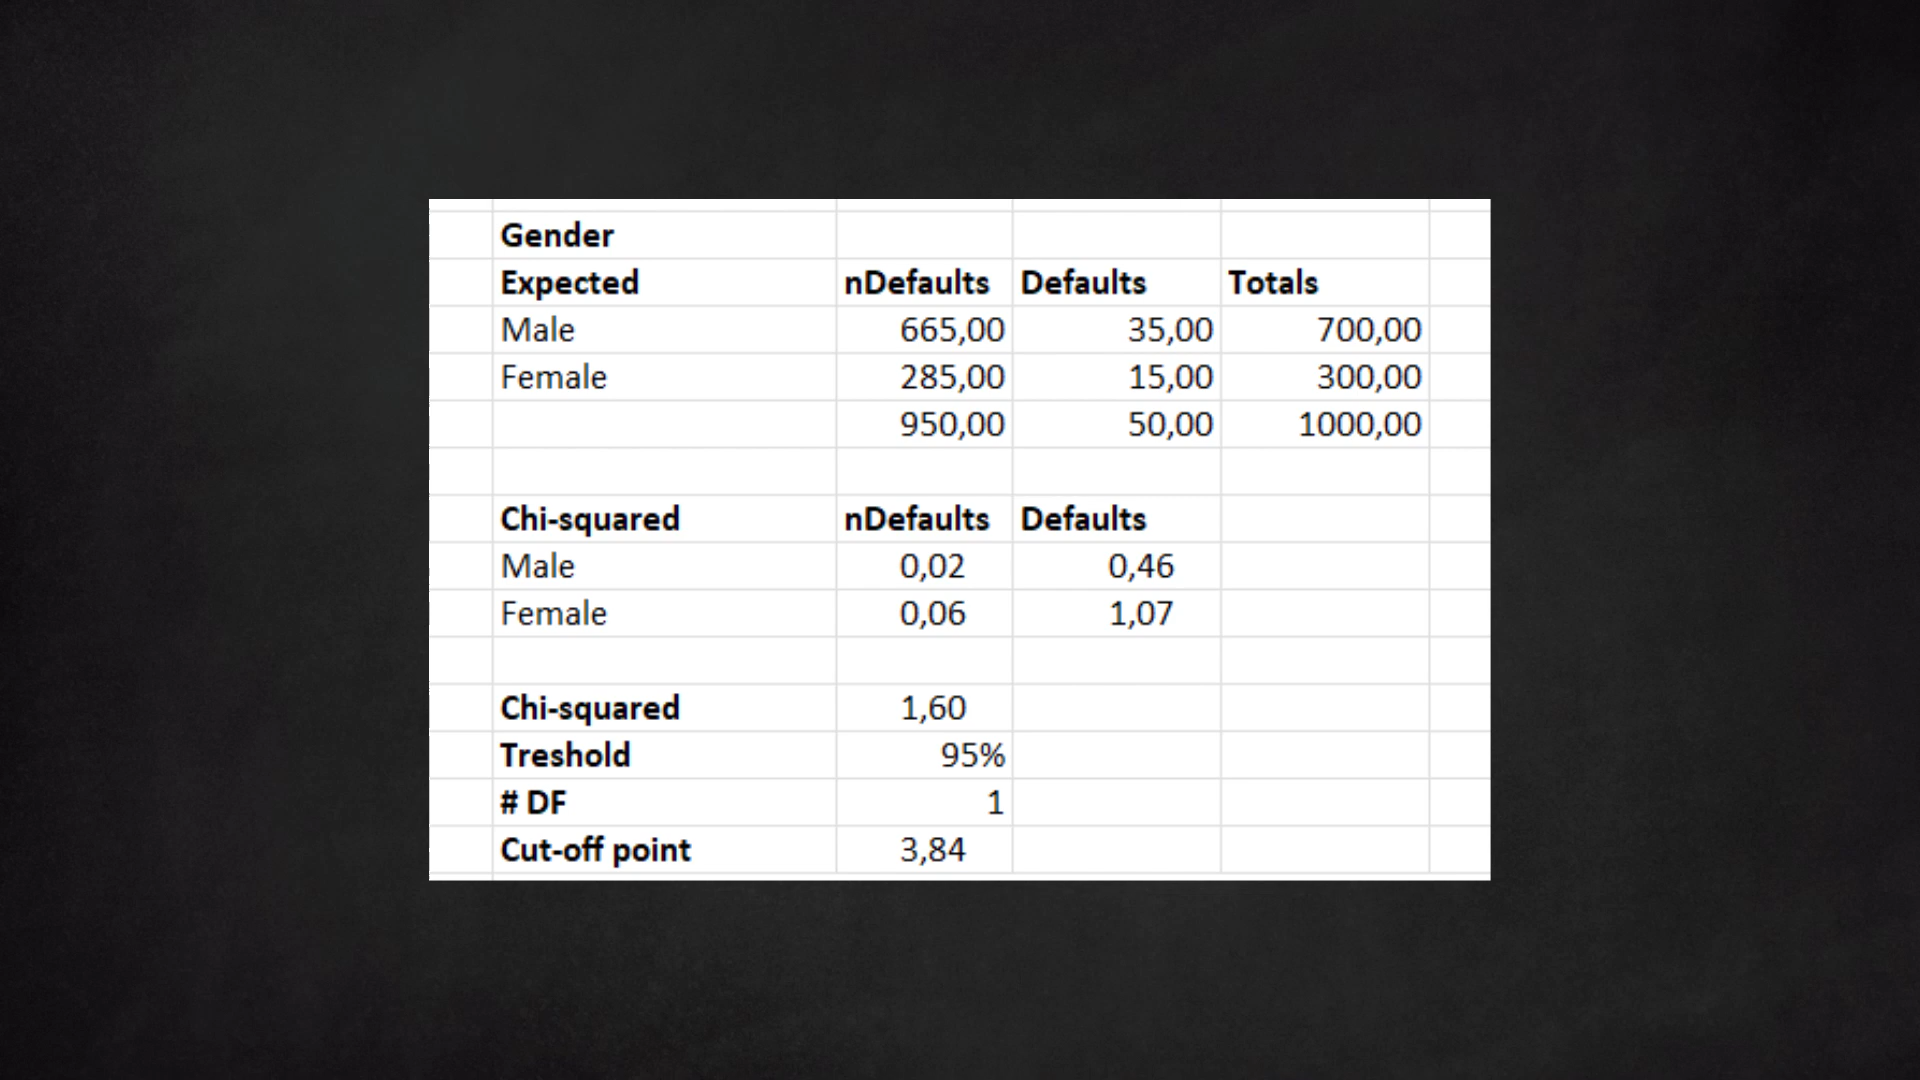 Gender
Expected nDefaults Defaults Totals
Male 665,00 35,00 700,00
Female 285,00 15,00 300,00
950,00 50,00 1000,00
Chi-squared nDefaults Defaults
Male 0,02 0,46
Female 0,06 1,07
Chi-squared 1,60
Treshold 95%
# DF 1
Cut-off point 3,84